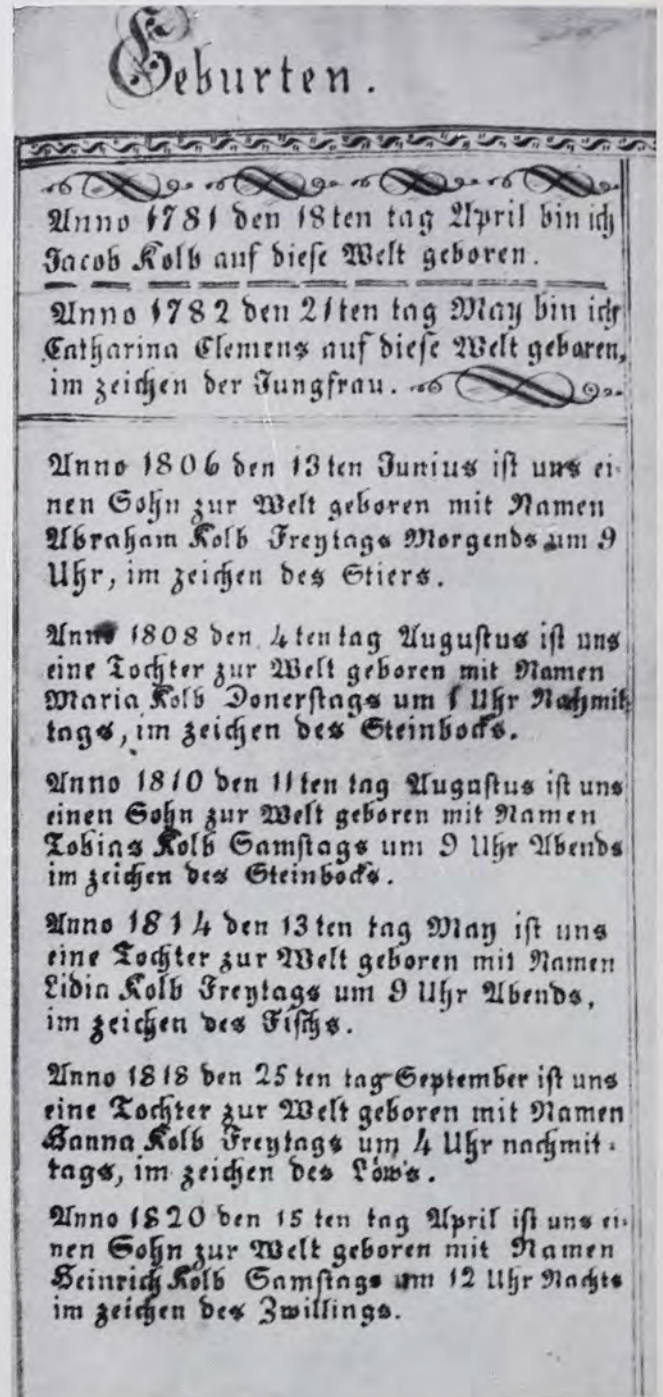 Geburten.
Anno 1781 den 18ten tag April bin ich
Jacob Kolb auf diese Welt geboren.
Anno 1782 den 21ten tag May bin ich
Catharina Clemens auf diese Welt geboren,
im zeichen der Jungfrau.
Anno 1806 den 13ten Junius ist uns ei-
nen Sohn zur Welt geboren mit Namen
Abraham Kolb Freytags Morgends um 9
Uhr, im zeichen des Stiers.
Anno 1808 den 4ten tag Augustus ist uns
eine Tochter zur Welt geboren mit Namen
Maria Kolb Donerstags um 1 Uhr Nachmit-
tags, im zeichen des Steinbocks.
Anno 1810 den 11ten tag Augustus ist uns
einen Sohn zur Welt geboren mit Namen
Tobias Kolb Samstags um 9 Uhr Abends
im zeichen des Steinbocks.
Anno 1814 den 13ten tag May ist uns
eine Tochter zur Welt geboren mit Namen
Lidia Kolb Freytags um 9 Uhr Abends,
im zeichen des Fischs.
Anno 1818 den 25ten tag September ist uns
eine Tochter zur Welt geboren mit Namen
Hanna Kolb Freytags um 4 Uhr nachmit-
tags, im zeichen des Löw's.
Anno 1820 den 15ten tag April ist uns ei-
nen Sohn zur Welt geboren mit Namen
Heinrich Kolb Samstags um 12 Uhr Nachts
im zeichen des Zwillings.